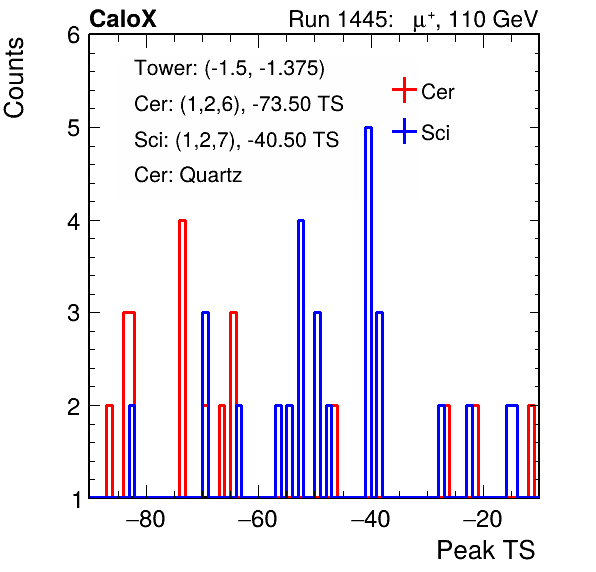 CaloX Run 1445: μ⁺, 110 GeV
Counts
Tower: (-1.5, -1.375)
Cer: (1,2,6), -73.50 TS
Sci: (1,2,7), -40.50 TS
Cer: Quartz
Cer
Sci
6
5
4
3
2
1
−80 −60 −40 −20
Peak TS